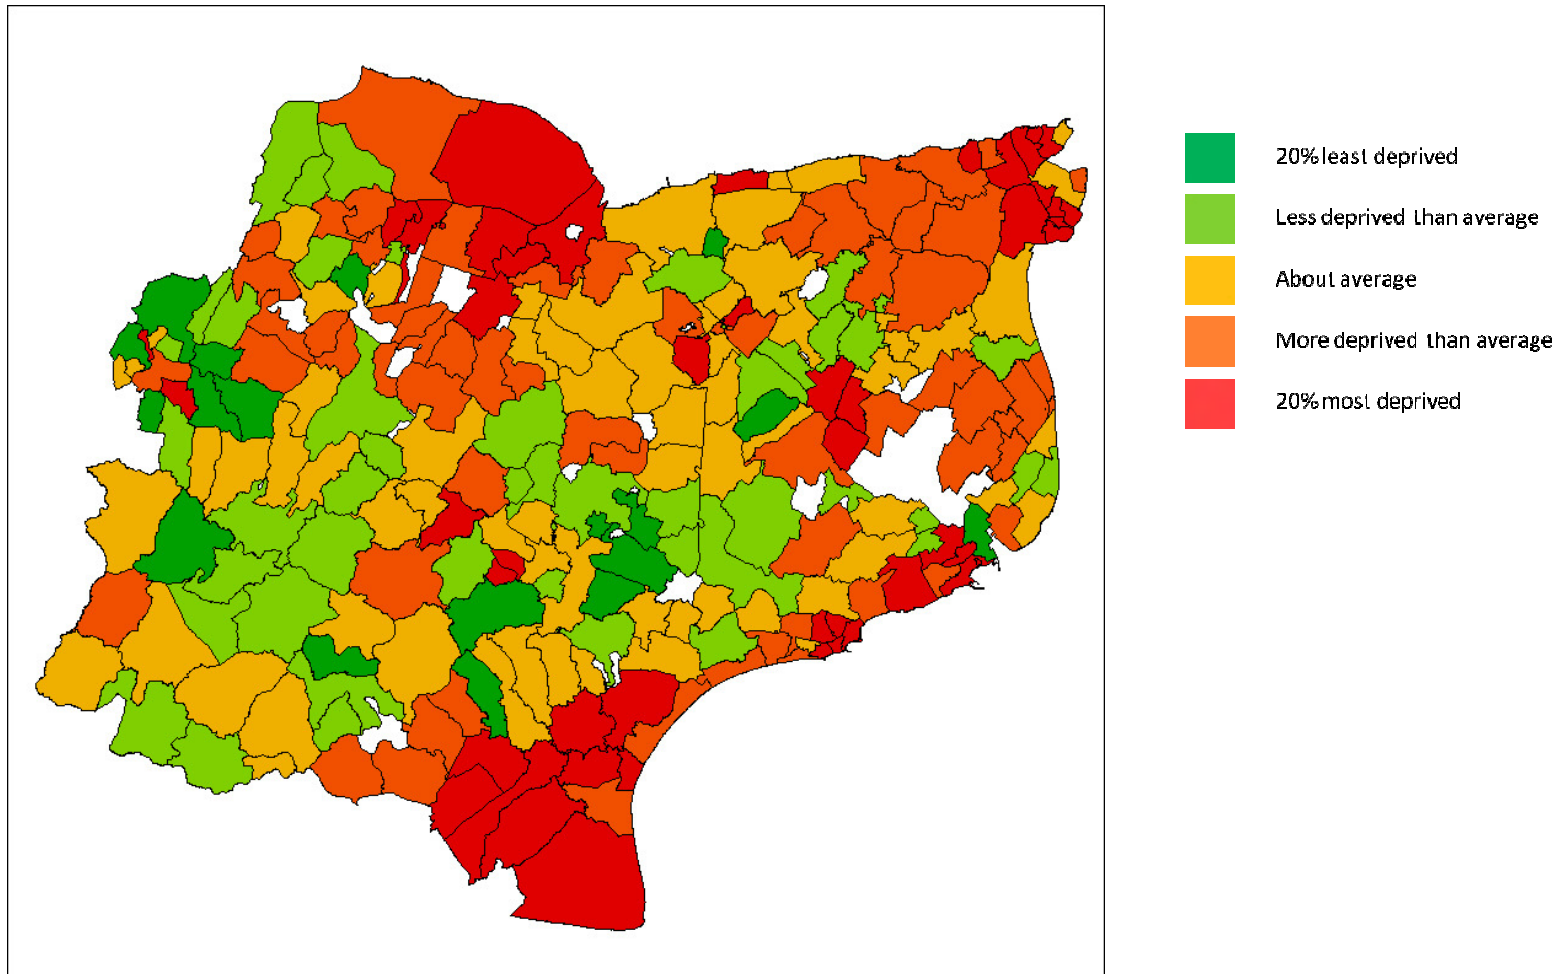 20% least deprived
Less deprived than average
About average
More deprived than average
20% most deprived